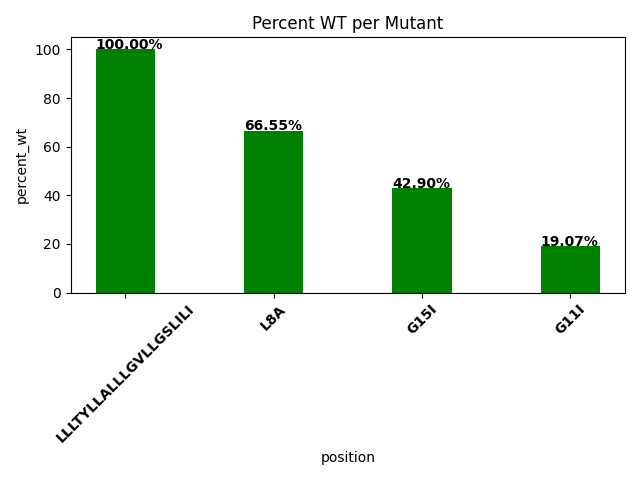 Percent WT per Mutant
100.00%
66.55%
42.90%
19.07%
percent_wt
100
80
60
40
20
0
LLLTYLLALLLGVLLGSLILI
L8A
G15I
G11I
position